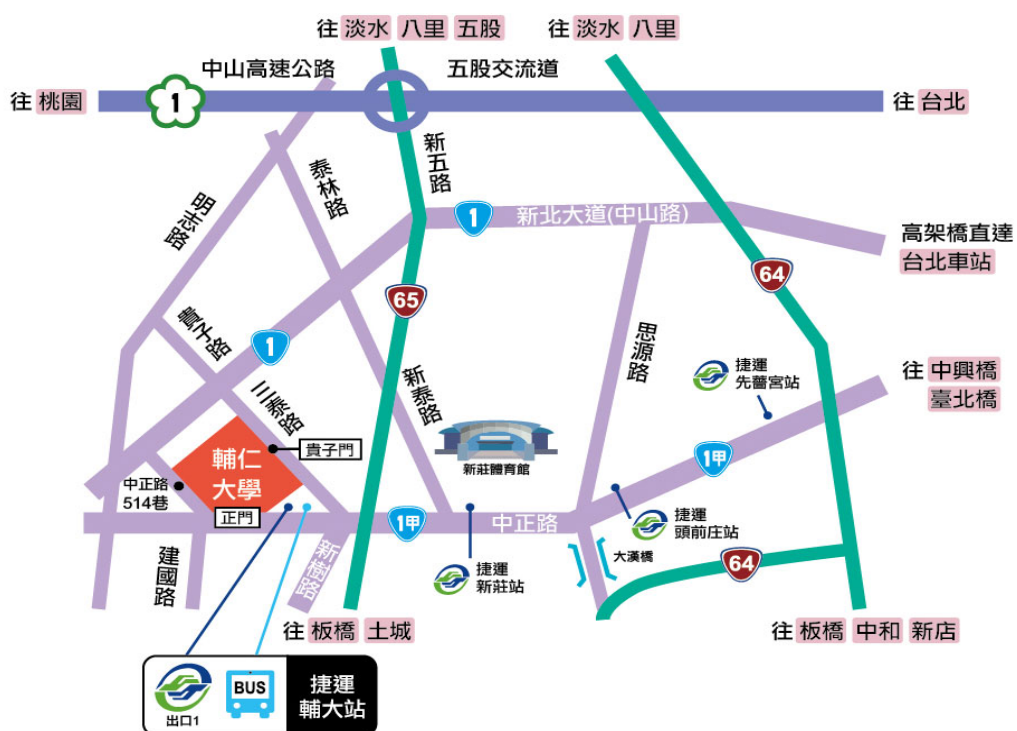 往 淡水 八里 五股
往 淡水 八里
中山高速公路
五股交流道
往 桃園
1
往 台北
新五路
泰林路
明志路
1
新北大道(中山路)
高架橋直達
台北車站
65
64
貴子路
1
思源路
捷運
先嗇宮站
往 中興橋
臺北橋
三泰路
新泰路
新莊體育館
輔仁
大學
貴子門
中正路
514巷
正門
1甲
中正路
1甲
捷運
頭前庄站
建國路
新樹路
捷運
新莊站
大漢橋
64
往 板橋 土城
往 板橋 中和 新店
出口1
BUS
捷運
輔大站